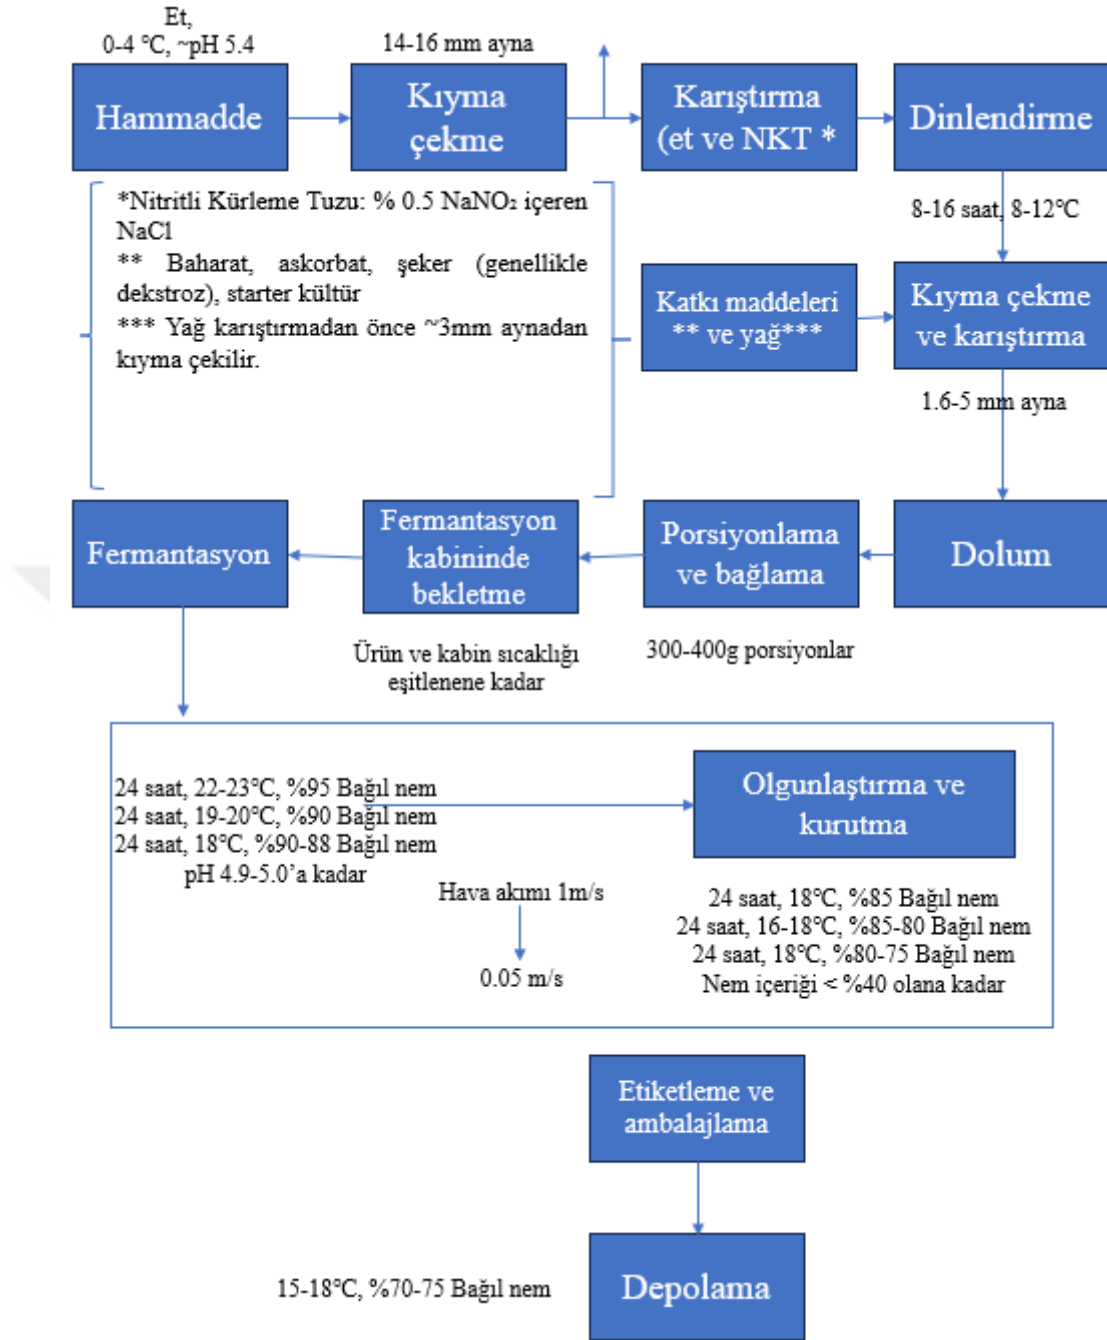 Et,
0-4 ℃, ~pH 5.4
14-16 mm ayna
Hammadde
Kıyma
çekme
Karıştırma
(et ve NKT *
Dinlendirme
*Nitritli Kürleme Tuzu: % 0.5 NaNO₂ içeren
NaCl
** Baharat, askorbat, şeker (genellikle
dekstroz), starter kültür
*** Yağ karıştırmadan önce ~3mm aynadan
kıyma çekilir.
8-16 saat, 8-12℃
Katkı maddeleri
** ve yağ***
Kıyma çekme
ve karıştırma
1.6-5 mm ayna
Fermantasyon
Fermantasyon
kabininde
bekletme
Porsiyonlama
ve bağlama
Dolum
Ürün ve kabin sıcaklığı
eşitlenene kadar
300-400g porsiyonlar
24 saat, 22-23℃, %95 Bağıl nem
24 saat, 19-20℃, %90 Bağıl nem
24 saat, 18℃, %90-88 Bağıl nem
pH 4.9-5.0’a kadar
Olgunlaştırma ve
kurutma
Hava akımı 1m/s
0.05 m/s
24 saat, 18℃, %85 Bağıl nem
24 saat, 16-18℃, %85-80 Bağıl nem
24 saat, 18℃, %80-75 Bağıl nem
Nem içeriği < %40 olana kadar
Etiketleme ve
ambalajlama
15-18℃, %70-75 Bağıl nem
Depolama